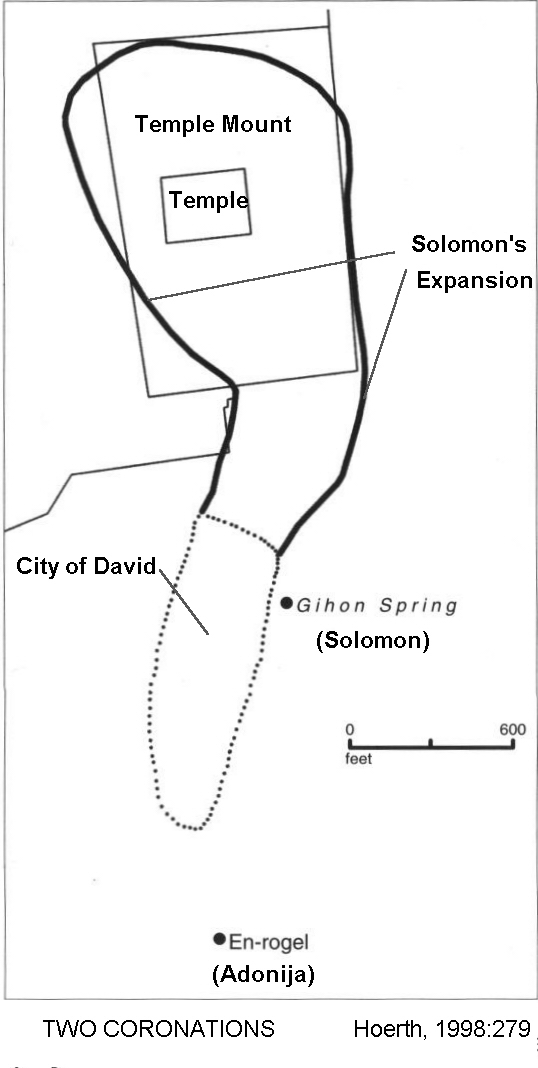 Temple Mount
Temple
Solomon's
Expansion
City of David
Gihon Spring
(Solomon)
0 600
feet
En-rogel
(Adonija)
TWO CORONATIONS Hoerth, 1998:279